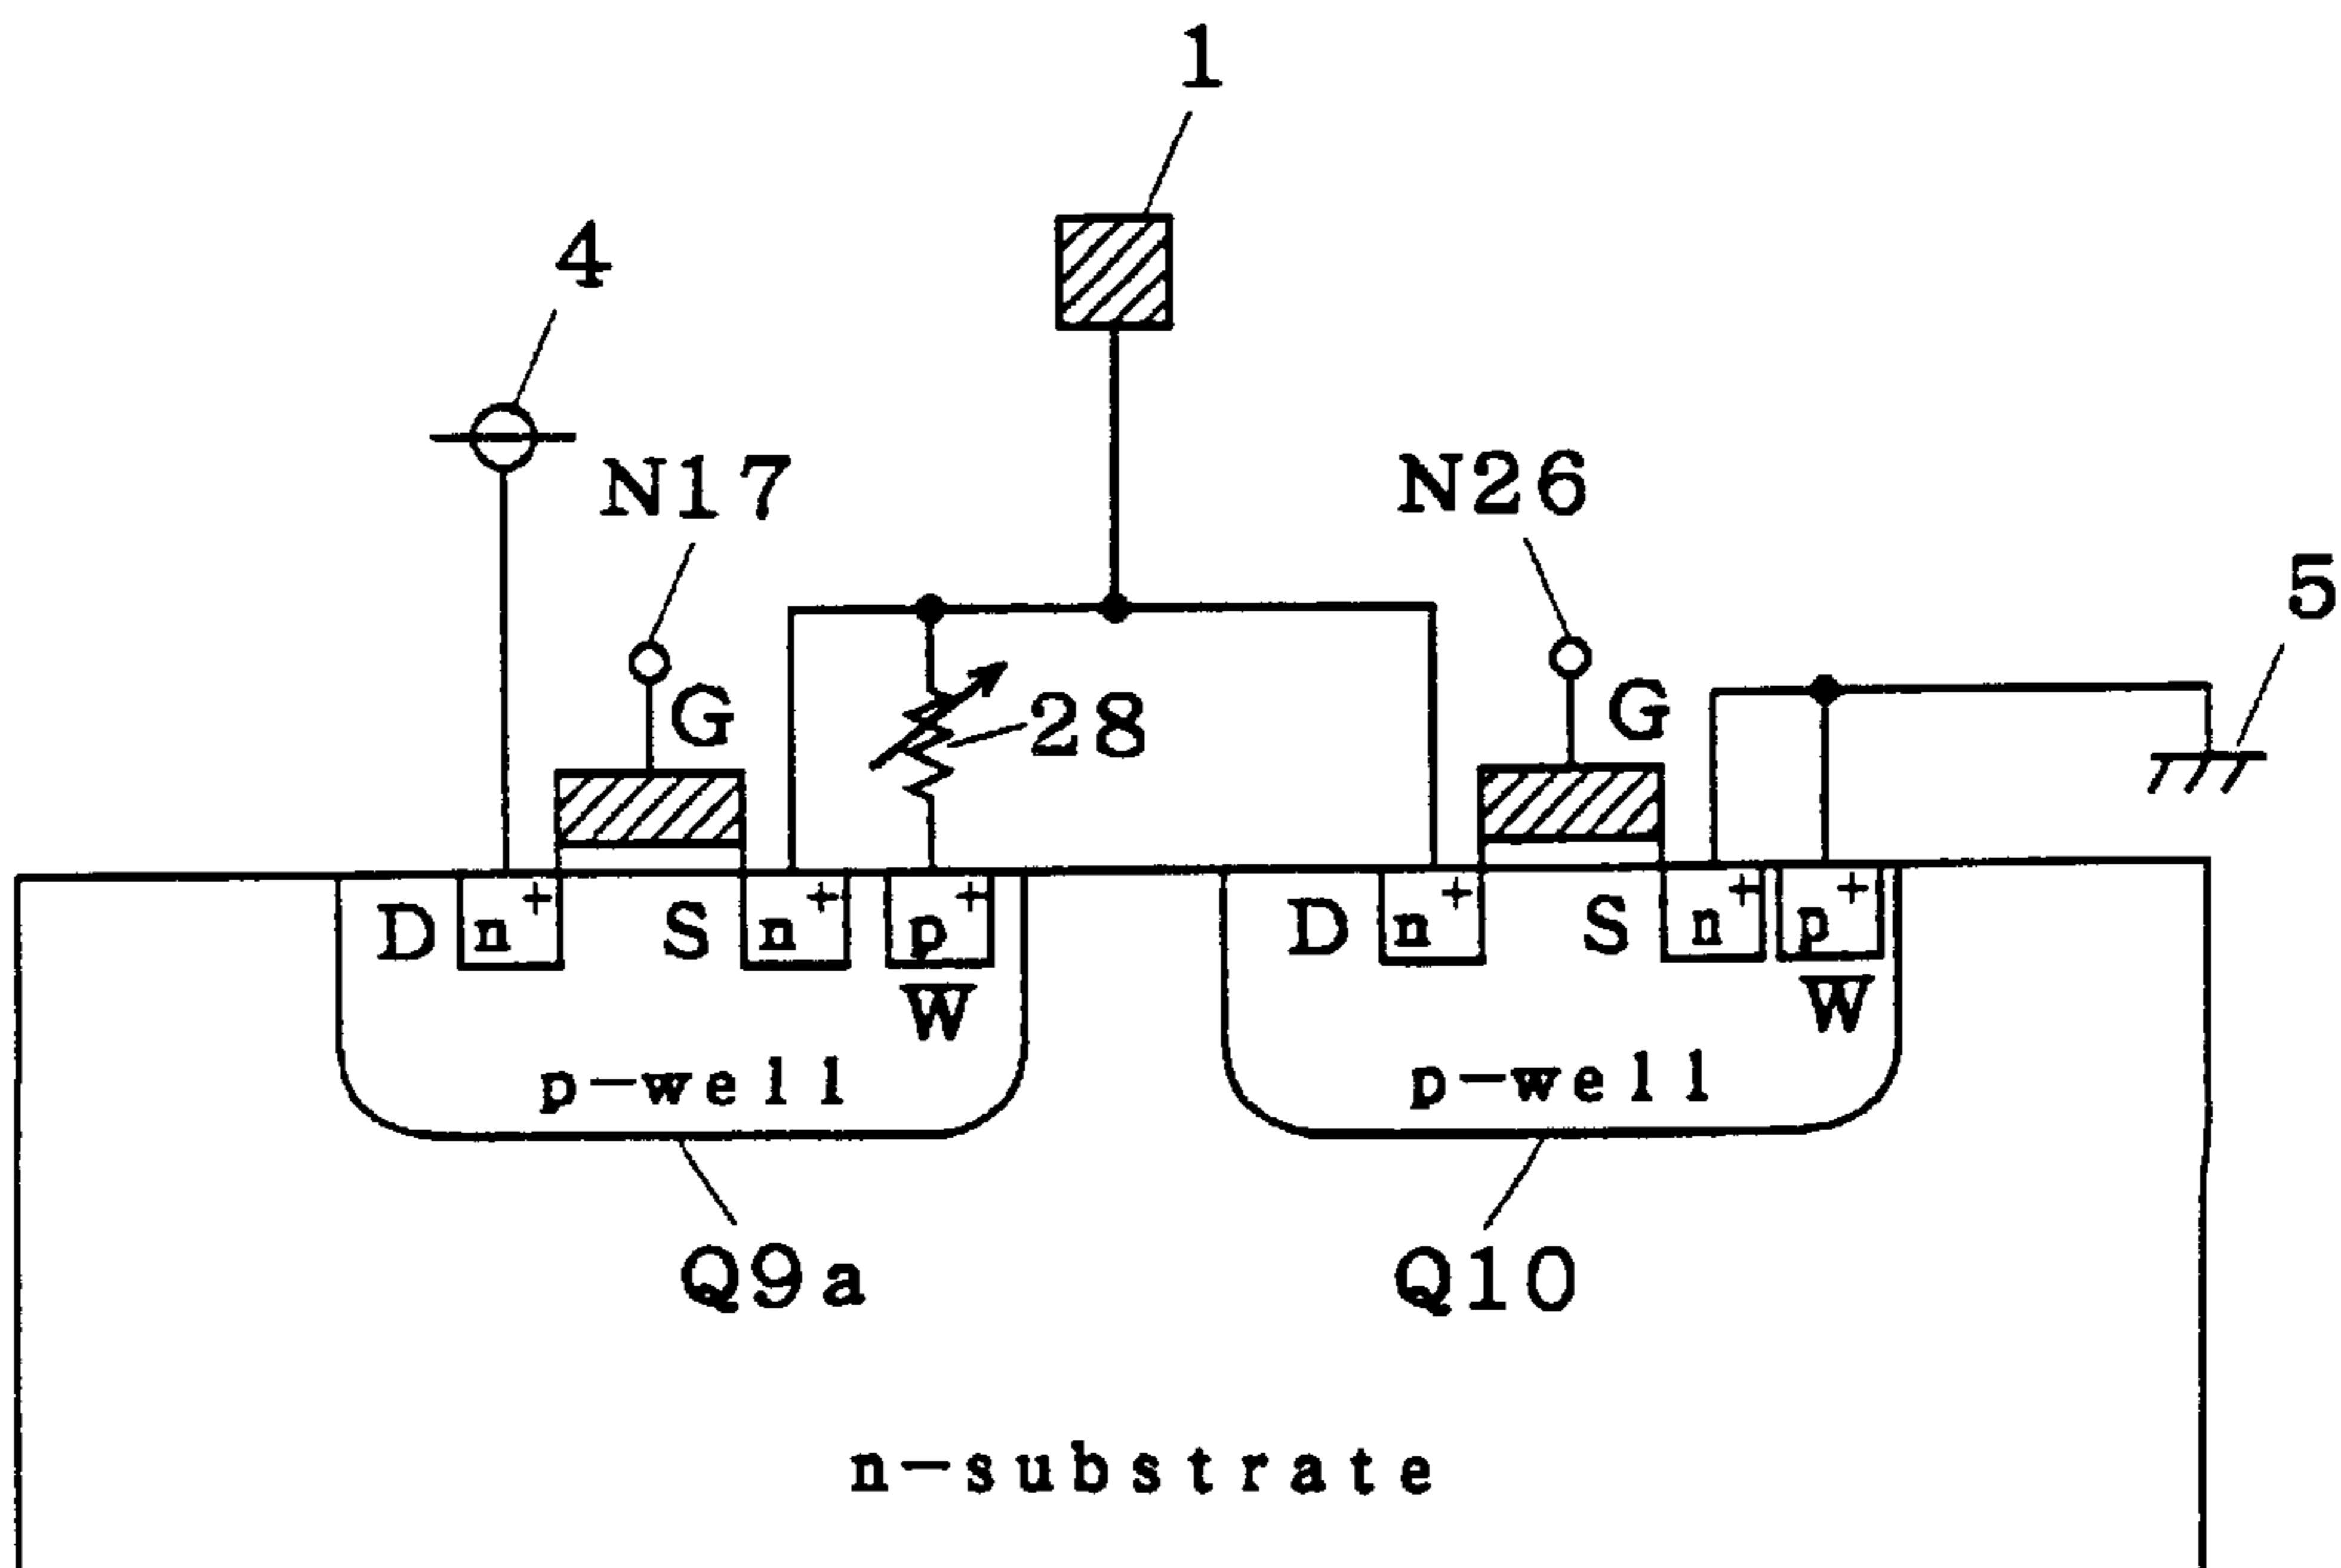 1
4
N17
N26
5
G
28
G
D n+ S n+ p+
D n+ S n+ p+
W
W
p-well
p-well
Q9a
Q10
n-substrate